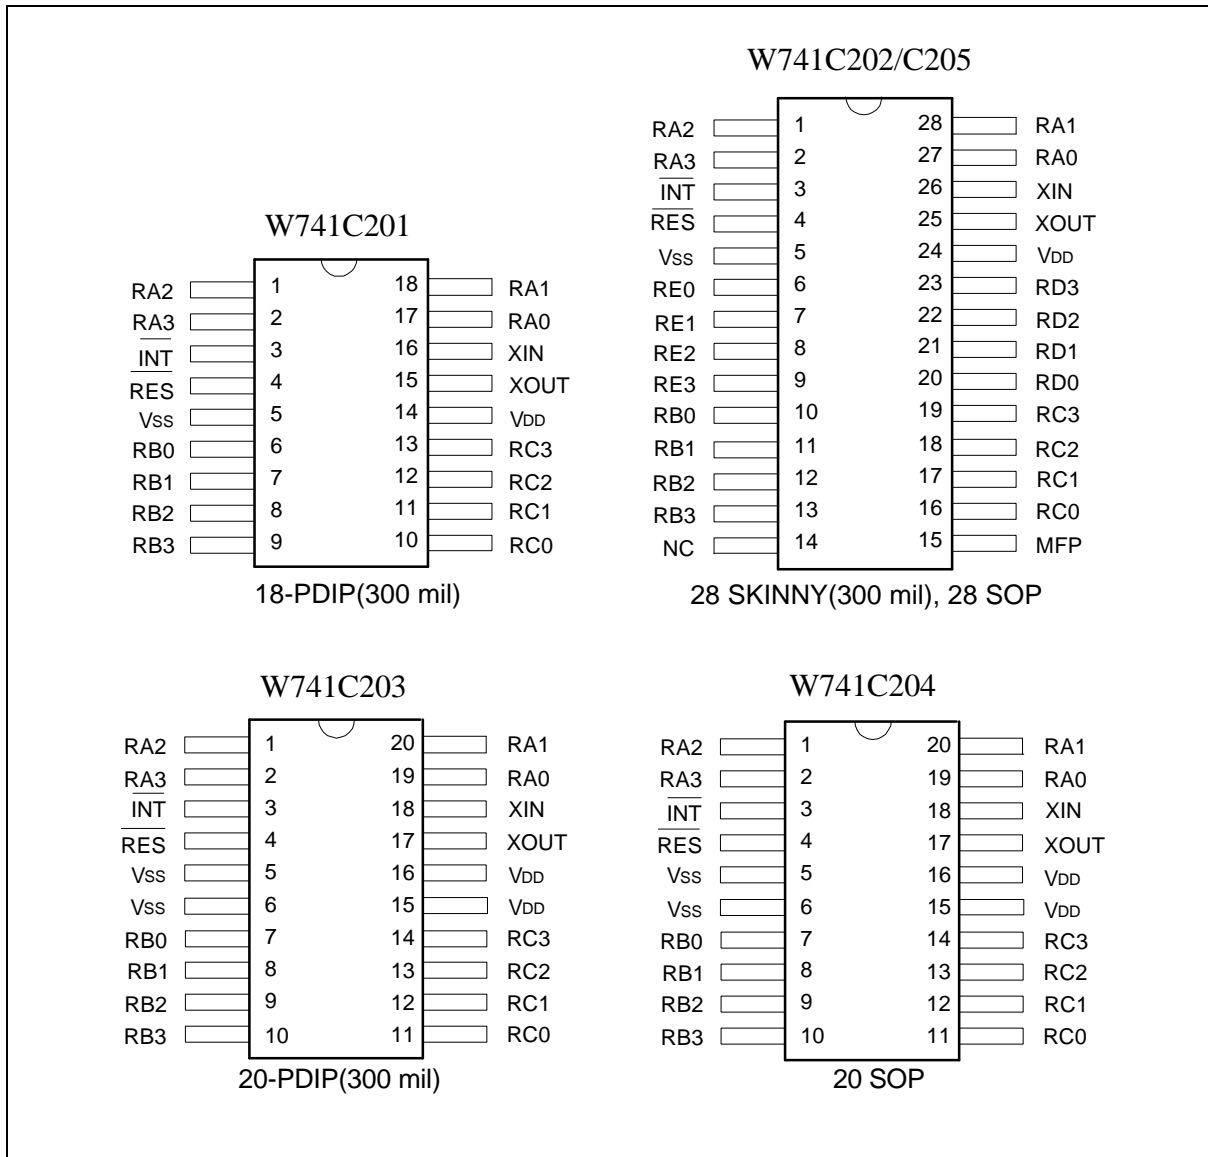 W741C202/C205
RA2 1 28 RA1
RA3 2 27 RA0
INT 3 26 XIN
RES 4 25 XOUT
VSS 5 24 VDD
RE0 6 23 RD3
RE1 7 22 RD2
RE2 8 21 RD1
RE3 9 20 RD0
RB0 10 19 RC3
RB1 11 18 RC2
RB2 12 17 RC1
RB3 13 16 RC0
NC 14 15 MFP
28 SKINNY(300 mil), 28 SOP
W741C201
RA2 1 18 RA1
RA3 2 17 RA0
INT 3 16 XIN
RES 4 15 XOUT
VSS 5 14 VDD
RB0 6 13 RC3
RB1 7 12 RC2
RB2 8 11 RC1
RB3 9 10 RC0
18-PDIP(300 mil)
W741C203
RA2 1 20 RA1
RA3 2 19 RA0
INT 3 18 XIN
RES 4 17 XOUT
VSS 5 16 VDD
VSS 6 15 VDD
RB0 7 14 RC3
RB1 8 13 RC2
RB2 9 12 RC1
RB3 10 11 RC0
20-PDIP(300 mil)
W741C204
RA2 1 20 RA1
RA3 2 19 RA0
INT 3 18 XIN
RES 4 17 XOUT
VSS 5 16 VDD
VSS 6 15 VDD
RB0 7 14 RC3
RB1 8 13 RC2
RB2 9 12 RC1
RB3 10 11 RC0
20 SOP